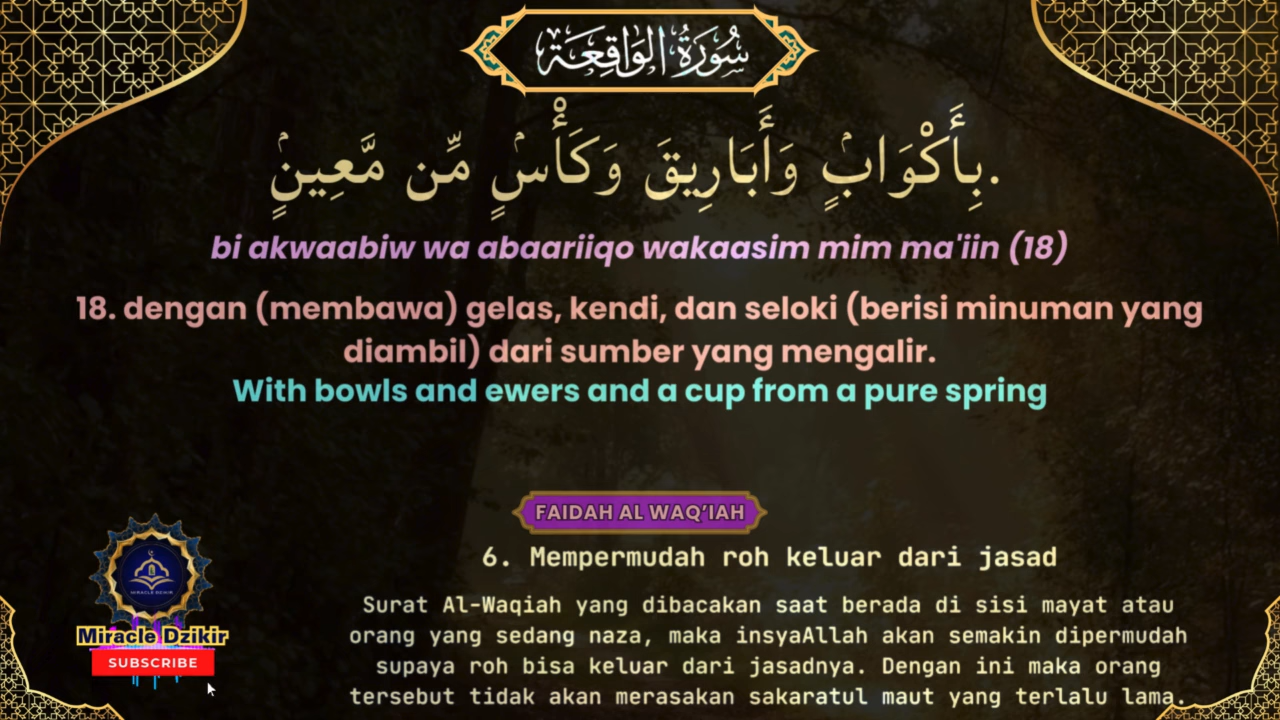 سُورَةُ الوَاقِعَة
بِأَكْوَابٍۢ وَأَبَارِيقَ وَكَأْسٍۢ مِّن مَّعِينٍۢ.
bi akwaabiw wa abaariiqo wakaasim mim ma'iin (18)
18. dengan (membawa) gelas, kendi, dan seloki (berisi minuman yang
diambil) dari sumber yang mengalir.
With bowls and ewers and a cup from a pure spring
FAIDAH AL WAQ’IAH
6. Mempermudah roh keluar dari jasad
Surat Al-Waqiah yang dibacakan saat berada di sisi mayat atau
orang yang sedang naza, maka insyaAllah akan semakin dipermudah
supaya roh bisa keluar dari jasadnya. Dengan ini maka orang
tersebut tidak akan merasakan sakaratul maut yang terlalu lama.
MIRACLE DZIKIR
Miracle Dzikir
SUBSCRIBE